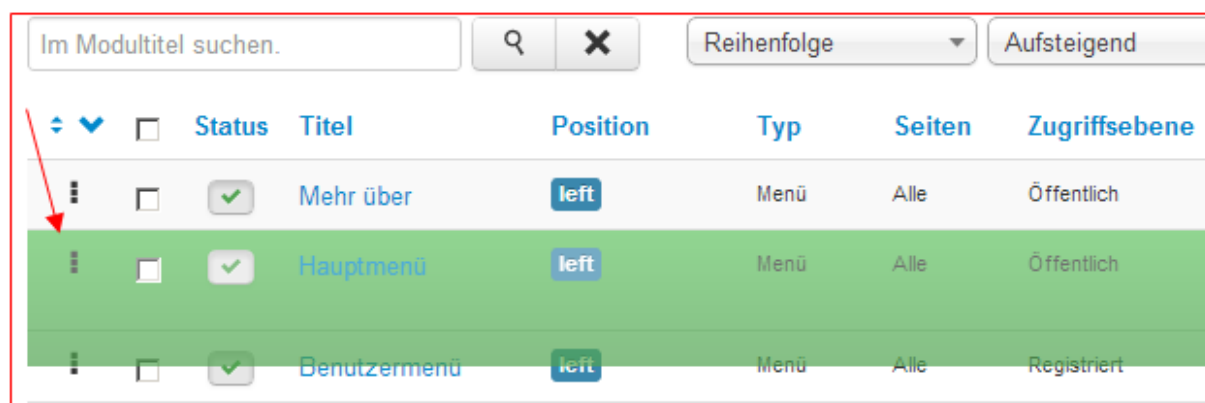 Im Modultitel suchen. Reihenfolge Aufsteigend
Status Titel Position Typ Seiten Zugriffsebene
Mehr über left Menü Alle Öffentlich
Hauptmenü left Menü Alle Öffentlich
Benutzermenü left Menü Alle Registriert